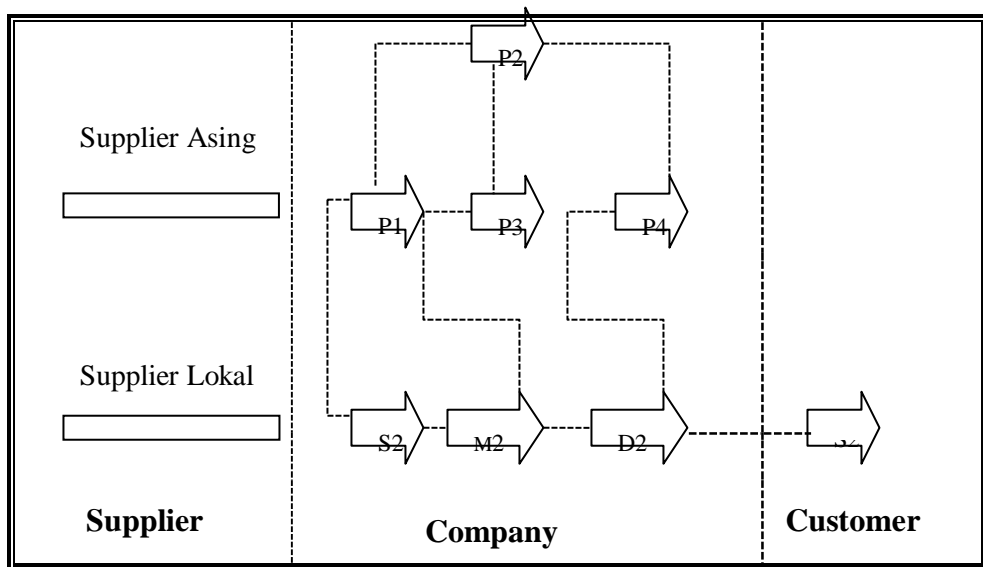 P2
Supplier Asing
P1
P3
P4
Supplier Lokal
S2
M2
D2
Supplier
Company
Customer